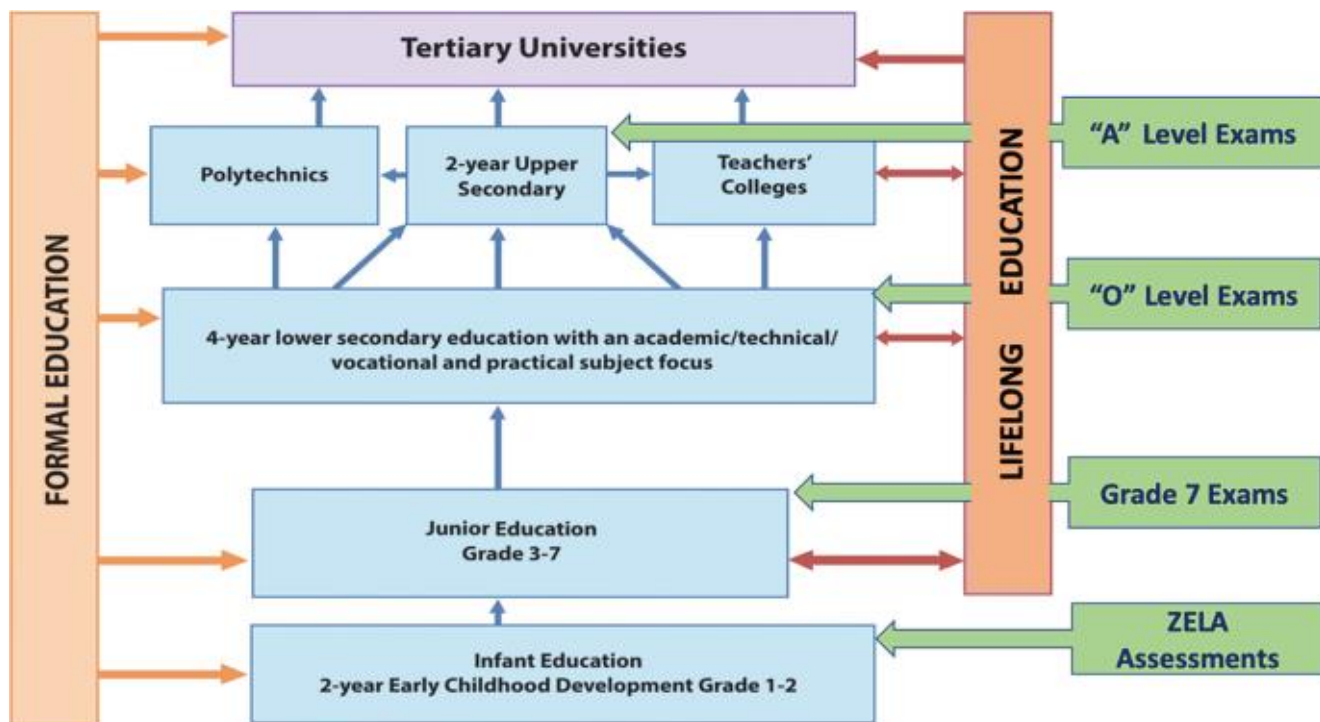 FORMAL EDUCATION
Tertiary Universities
Polytechnics
2-year Upper
Secondary
Teachers'
Colleges
4-year lower secondary education with an academic/technical/
vocational and practical subject focus
Junior Education
Grade 3-7
Infant Education
2-year Early Childhood Development Grade 1-2
LIFELONG EDUCATION
"A" Level Exams
"O" Level Exams
Grade 7 Exams
ZELA
Assessments